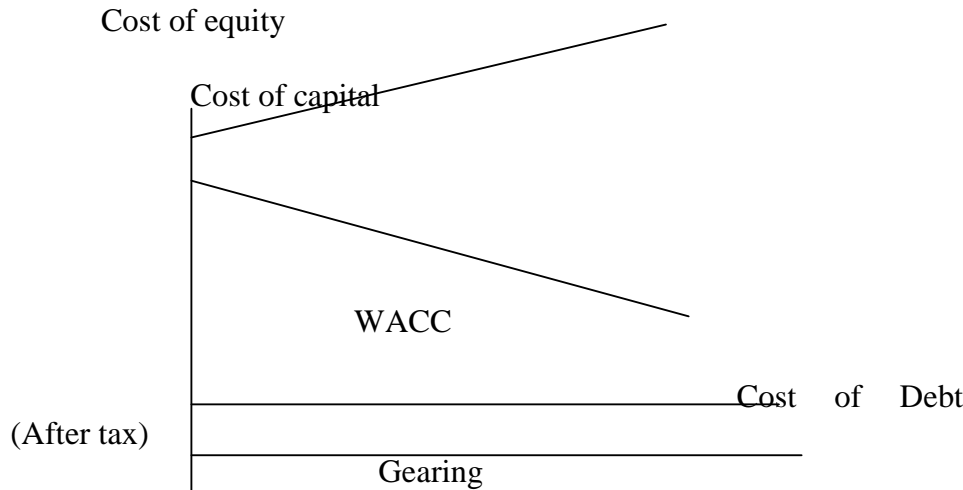 Cost of equity
Cost of capital
WACC
Cost of Debt
(After tax)
Gearing